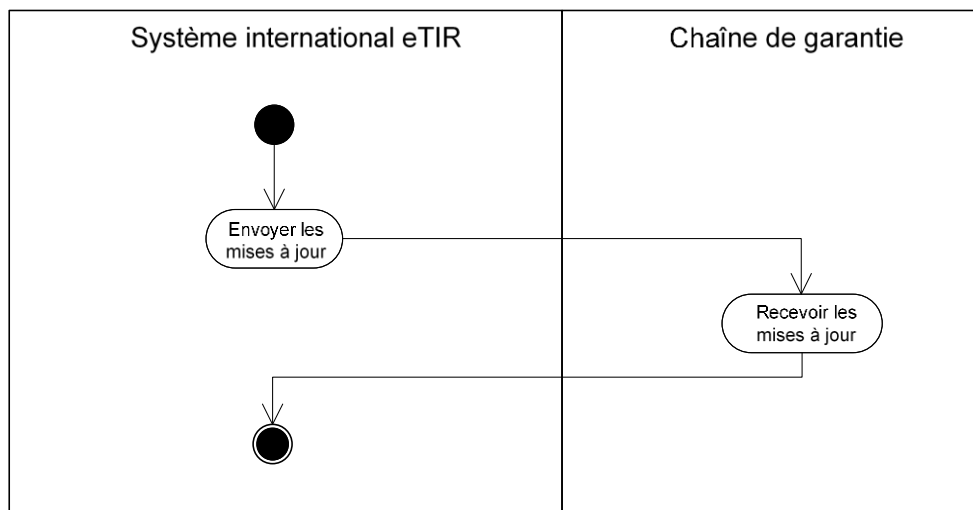 Système international eTIR
Chaîne de garantie
Envoyer les
mises à jour
Recevoir les
mises à jour